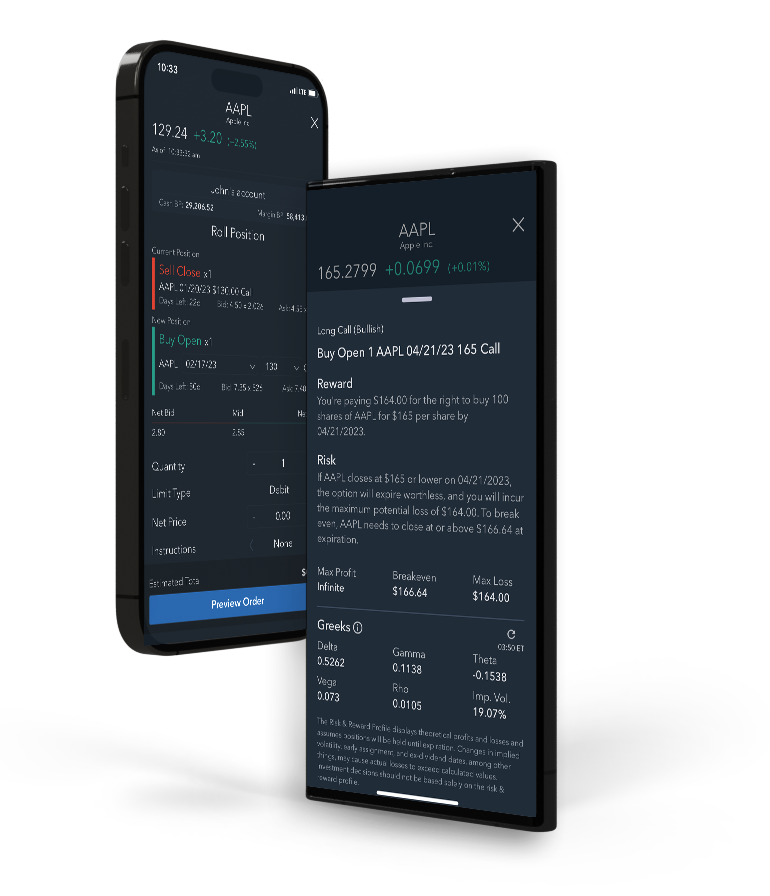 10:33
LTE
AAPL
Apple Inc
129.24 +3.20 (+2.55%)
As of 10:33:32 am
John's account
Cash BP: 29,206.52
Margin BP: 58,413
Roll Position
Current Position
Sell Close x1
AAPL 01/20/23 $130.00 Cal
Days Left: 22d Bid: 4.50 x 2,026 Ask: 4.55 x
New Position
Buy Open x1
AAPL 02/17/23 130
Days Left: 50d Bid: 7.35 x 526 Ask: 7.40
Net Bid Mid Ne
2.80 2.85
Quantity - 1
Limit Type Debit
Net Price - 0.00
Instructions None
Estimated Total
Preview Order
AAPL
Apple Inc
165.2799 +0.0699 (+0.01%)
Long Call (Bullish)
Buy Open 1 AAPL 04/21/23 165 Call
Reward
You're paying $164.00 for the right to buy 100
shares of AAPL for $165 per share by
04/21/2023.
Risk
If AAPL closes at $165 or lower on 04/21/2023,
the option will expire worthless, and you will incur
the maximum potential loss of $164.00. To break
even, AAPL needs to close at or above $166.64 at
expiration.
Max Profit Breakeven Max Loss
Infinite $166.64 $164.00
Greeks
03:50 ET
Delta Gamma Theta
0.5262 0.1138 -0.1538
Vega Rho Imp. Vol.
0.073 0.0105 19.07%
The Risk & Reward Profile displays theoretical profits and losses and
assumes positions will be held until expiration. Changes in implied
volatility, early assignment, and ex-dividend dates, among other
things, may cause actual losses to exceed calculated values.
Investment decisions should not be based solely on the risk &
reward profile.